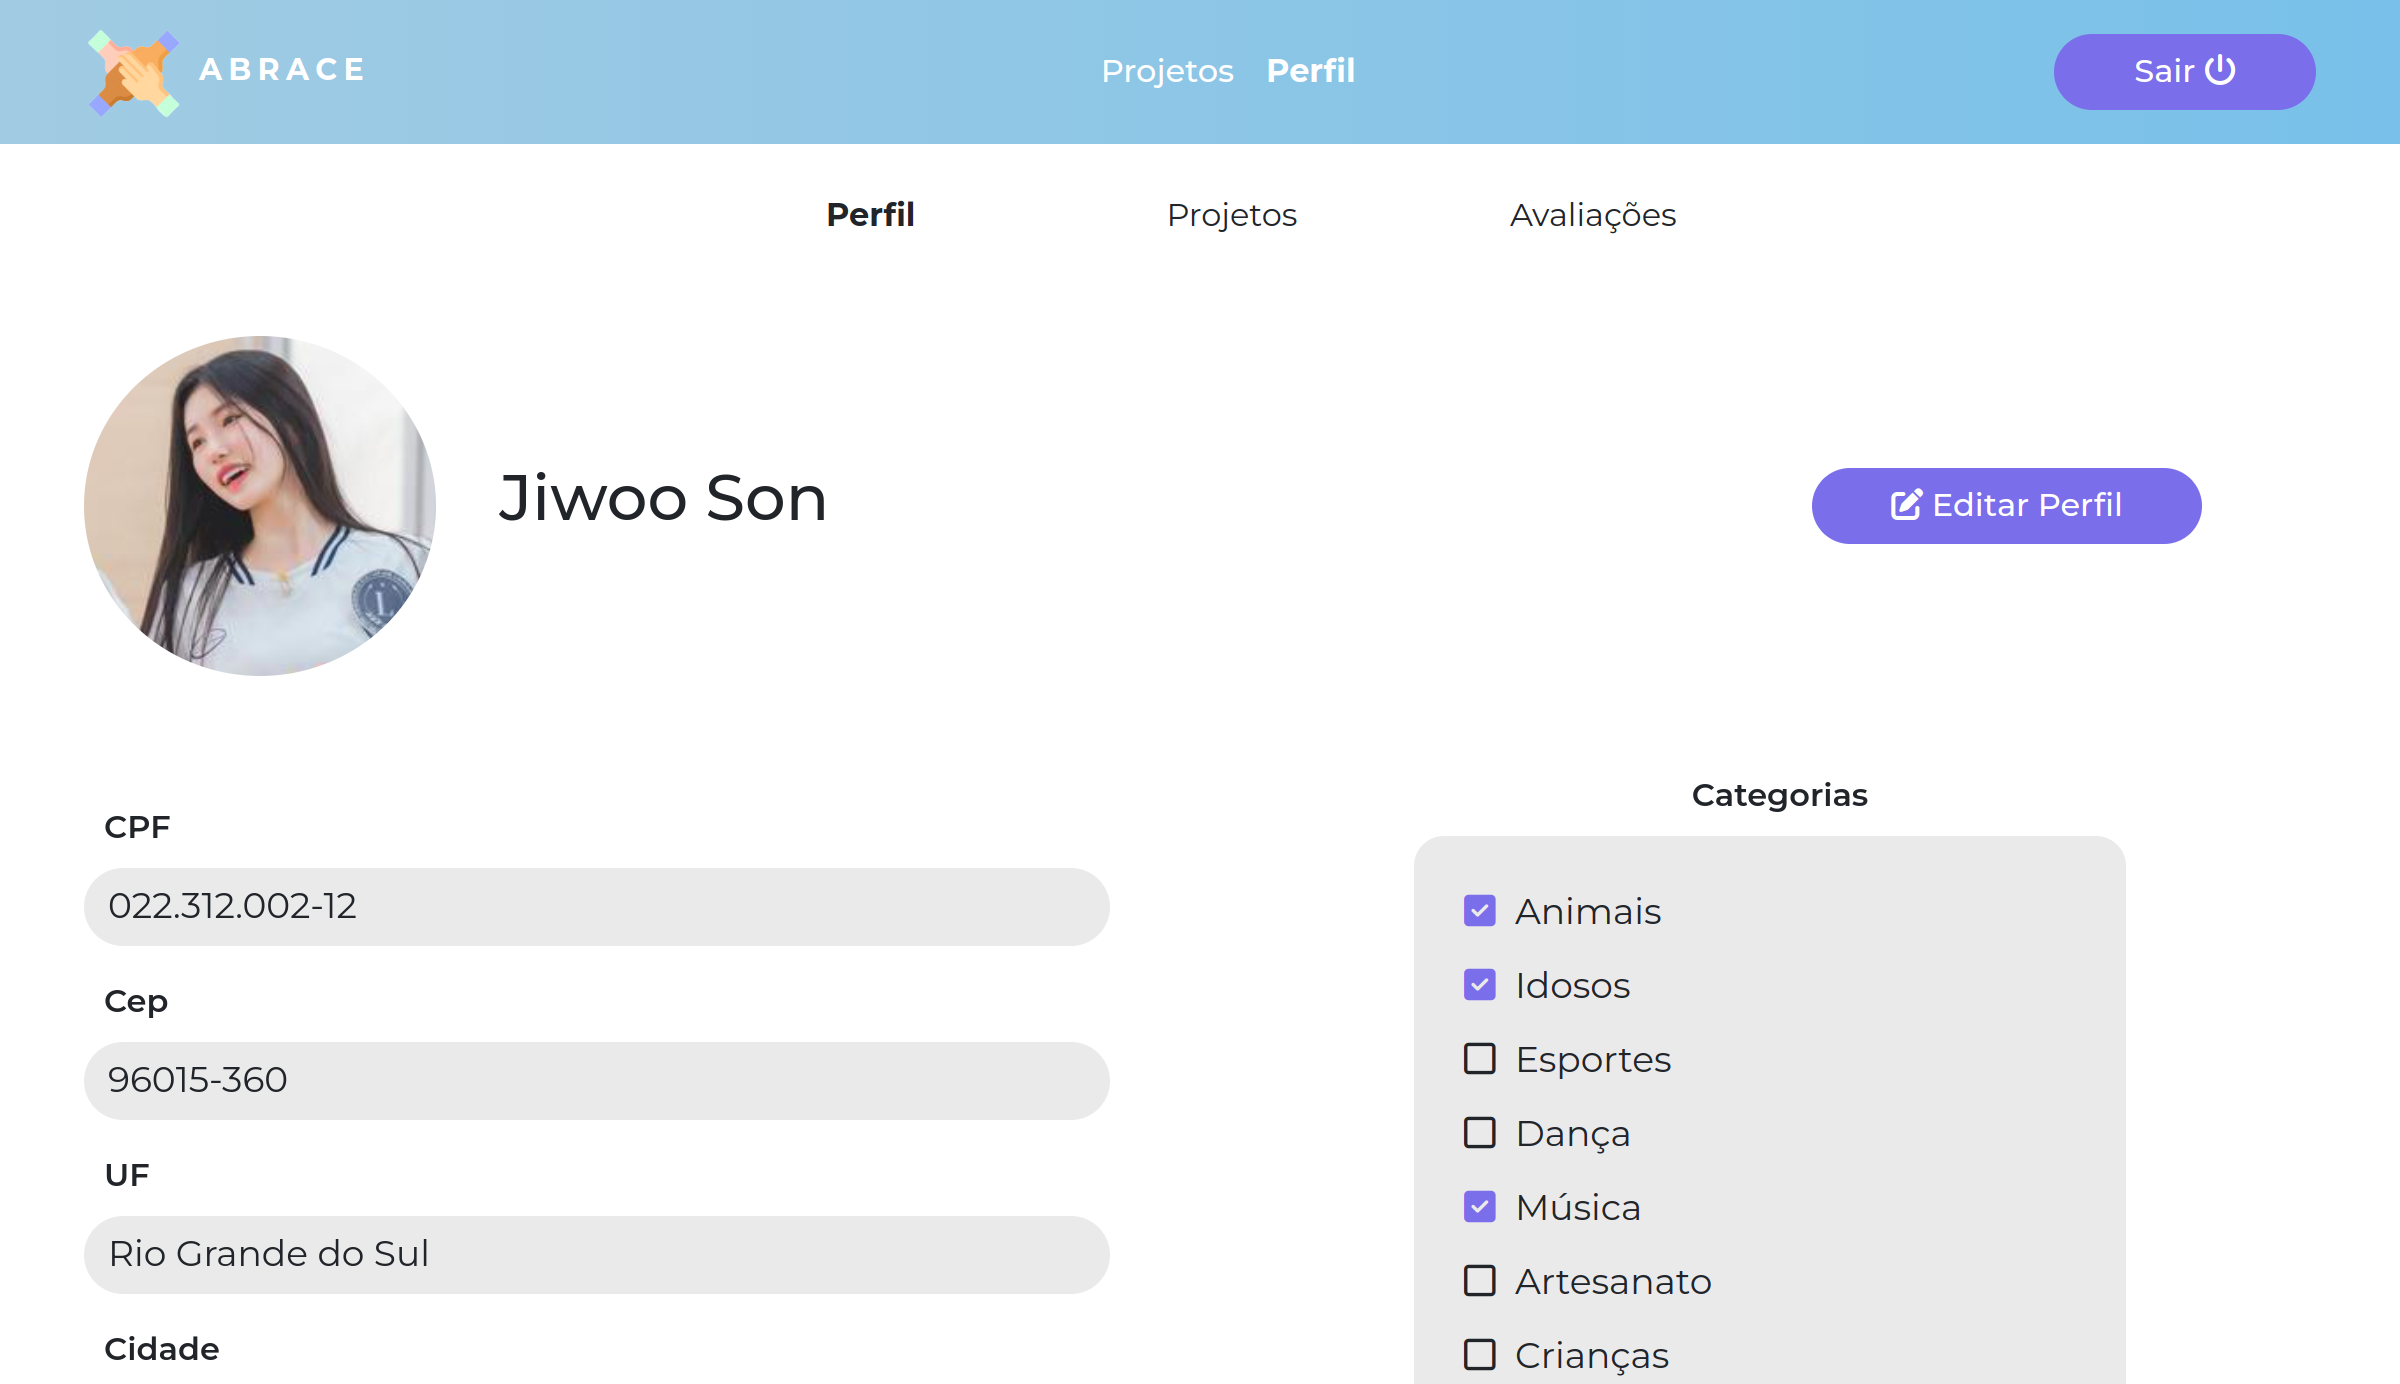 ABRACE
Projetos Perfil
Sair
Perfil Projetos Avaliações
Jiwoo Son
Editar Perfil
CPF
022.312.002-12
Cep
96015-360
UF
Rio Grande do Sul
Cidade
Categorias
Animais
Idosos
Esportes
Dança
Música
Artesanato
Crianças
L